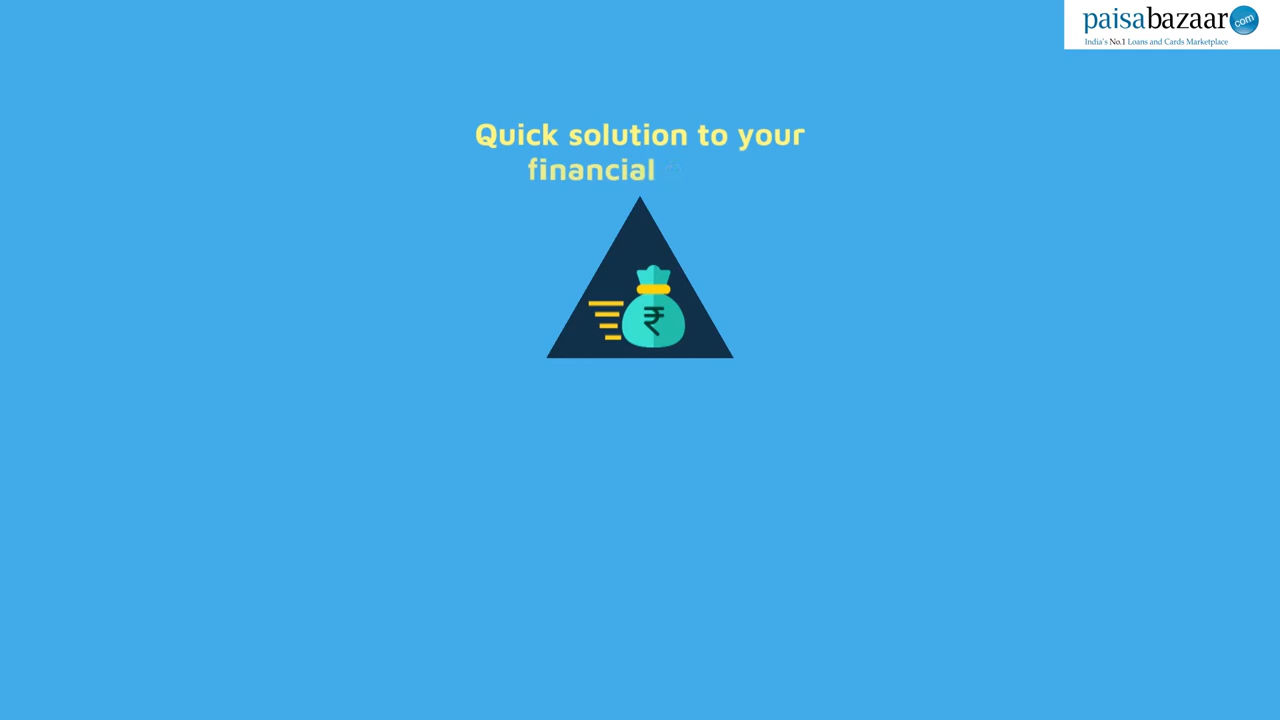 paisabazaar.com
India's No.1 Loans and Cards Marketplace
Quick solution to your
financial
₹